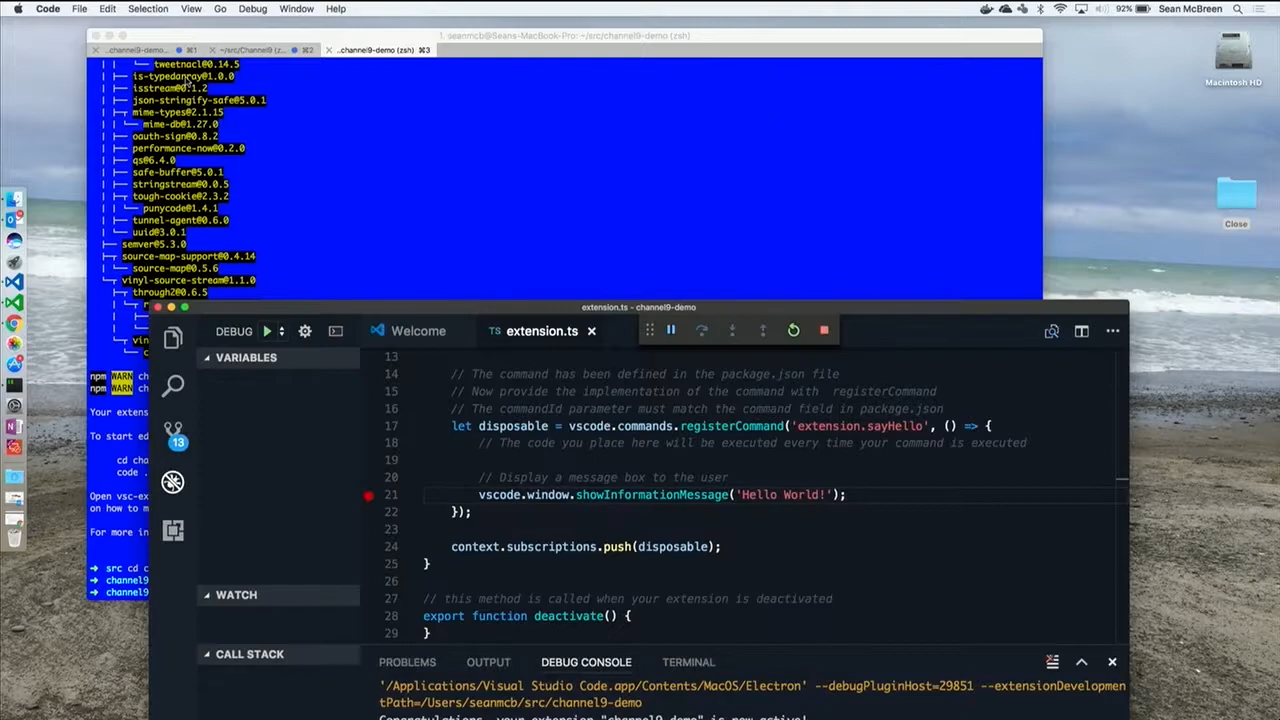 Code File Edit Selection View Go Debug Window Help
92% Sean McBreen
1. seanmcb@Seans-MacBook-Pro: ~/src/channel9-demo (zsh)
..channel9-demo... ⌘1 ~/src/Channel9 (z... ⌘2 ..channel9-demo (zsh) ⌘3
tweetnacl@0.14.5
is-typedarray@1.0.0
isstream@0.1.2
json-stringify-safe@5.0.1
mime-types@2.1.15
mime-db@1.27.0
oauth-sign@0.8.2
performance-now@0.2.0
qs@6.4.0
safe-buffer@5.0.1
stringstream@0.0.5
tough-cookie@2.3.2
punycode@1.4.1
tunnel-agent@0.6.0
uuid@3.0.1
semver@5.3.0
source-map-support@0.4.14
source-map@0.5.6
vinyl-source-stream@1.1.0
through2@0.6.5
npm WARN ch
npm WARN ch
Your extens
To start ed
cd cha
code .
Open vsc-ex
on how to m
For more in
➜ src cd c
➜ channel9
➜ channel9
Macintosh HD
Close
extension.ts - channel9-demo
DEBUG
Welcome
TS extension.ts
VARIABLES
WATCH
CALL STACK
13
13
14 // The command has been defined in the package.json file
15 // Now provide the implementation of the command with registerCommand
16 // The commandId parameter must match the command field in package.json
17 let disposable = vscode.commands.registerCommand('extension.sayHello', () => {
18 // The code you place here will be executed every time your command is executed
19
20 // Display a message box to the user
21 vscode.window.showInformationMessage('Hello World!');
22 });
23
24 context.subscriptions.push(disposable);
25 }
26
27 // this method is called when your extension is deactivated
28 export function deactivate() {
29 }
PROBLEMS OUTPUT DEBUG CONSOLE TERMINAL
'/Applications/Visual Studio Code.app/Contents/MacOS/Electron' --debugPluginHost=29851 --extensionDevelopmen
tPath=/Users/seanmcb/src/channel9-demo
Congratulations, your extension "channel9-demo" is now active!